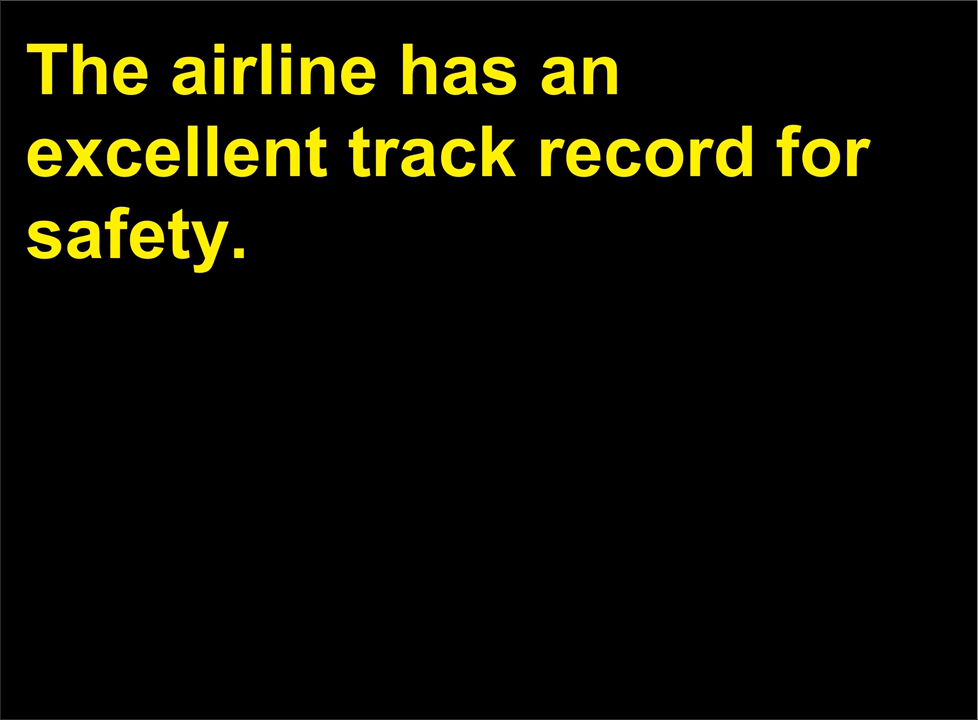 The airline has an
excellent track record for
safety.